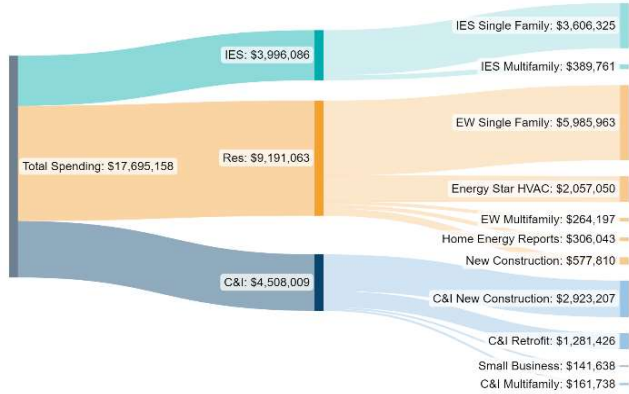 IES Single Family: $3,606,325
IES: $3,996,086
IES Multifamily: $389,761
EW Single Family: $5,985,963
Total Spending: $17,695,158
Res: $9,191,063
Energy Star HVAC: $2,057,050
EW Multifamily: $264,197
Home Energy Reports: $306,043
New Construction: $577,810
C&I: $4,508,009
C&I New Construction: $2,923,207
C&I Retrofit: $1,281,426
Small Business: $141,638
C&I Multifamily: $161,738